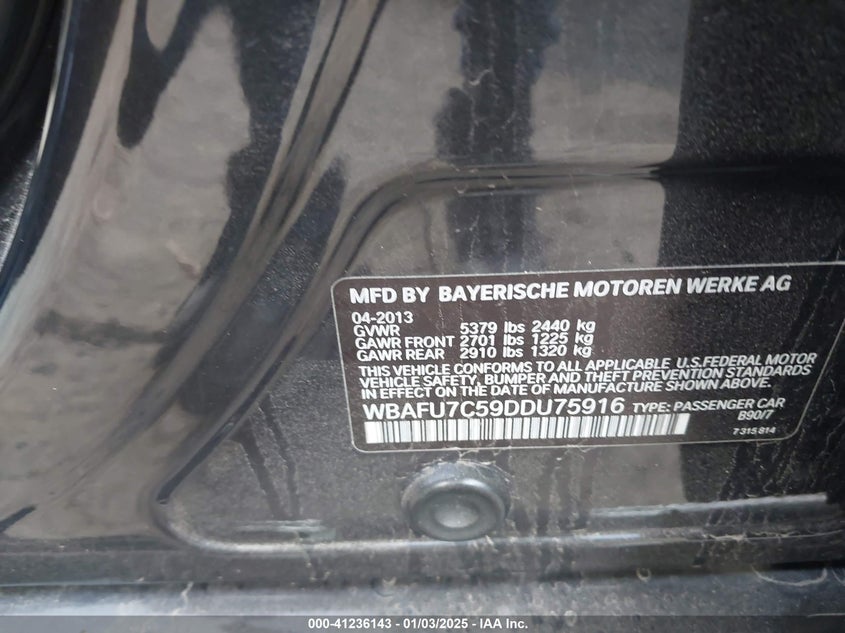 MFD BY BAYERISCHE MOTOREN WERKE AG
04-2013
GVWR 5379 lbs 2440 kg
GAWR FRONT 2701 lbs 1225 kg
GAWR REAR 2910 lbs 1320 kg
THIS VEHICLE CONFORMS TO ALL APPLICABLE U.S.FEDERAL MOTOR
VEHICLE SAFETY, BUMPER AND THEFT PREVENTION STANDARDS
IN EFFECT ON THE DATE OF MANUFACTURE SHOWN ABOVE.
WBAFU7C59DDU75916 TYPE: PASSENGER CAR
B90/7
7315814
000-41236143 - 01/03/2025 - IAA Inc.